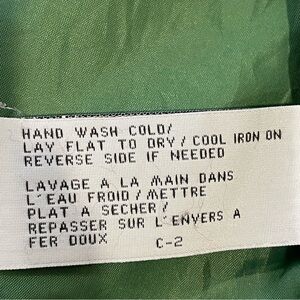 HAND WASH COLD/
LAY FLAT TO DRY/COOL IRON ON
REVERSE SIDE IF NEEDED
LAVAGE A LA MAIN DANS
L'EAU FROID/METTRE
PLAT A SECHER/
REPASSER SUR L'ENVERS A
FER DOUX C-2